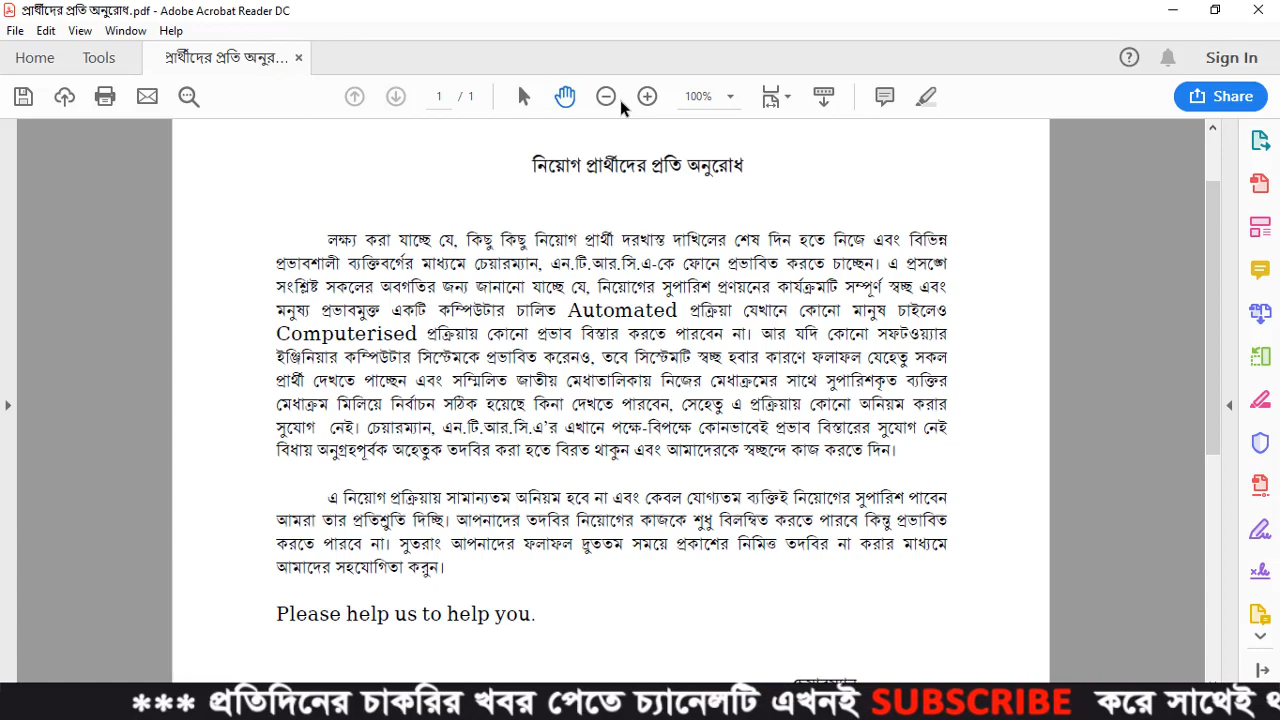 প্রার্থীদের প্রতি অনুরোধ.pdf - Adobe Acrobat Reader DC
File Edit View Window Help
Home Tools প্রার্থীদের প্রতি অনুর... × Sign In
1 / 1 100% Share
নিয়োগ প্রার্থীদের প্রতি অনুরোধ
লক্ষ্য করা যাচ্ছে যে, কিছু কিছু নিয়োগ প্রার্থী দরখাস্ত দাখিলের শেষ দিন হতে নিজে এবং বিভিন্ন
প্রভাবশালী ব্যক্তিবর্গের মাধ্যমে চেয়ারম্যান, এন.টি.আর.সি.এ-কে ফোনে প্রভাবিত করতে চাচ্ছেন। এ প্রসঙ্গে
সংশ্লিষ্ট সকলের অবগতির জন্য জানানো যাচ্ছে যে, নিয়োগের সুপারিশ প্রণয়নের কার্যক্রমটি সম্পূর্ণ স্বচ্ছ এবং
মনুষ্য প্রভাবমুক্ত একটি কম্পিউটার চালিত Automated প্রক্রিয়া যেখানে কোনো মানুষ চাইলেও
Computerised প্রক্রিয়ায় কোনো প্রভাব বিস্তার করতে পারবেন না। আর যদি কোনো সফটওয়্যার
ইঞ্জিনিয়ার কম্পিউটার সিস্টেমকে প্রভাবিত করেনও, তবে সিস্টেমটি স্বচ্ছ হবার কারণে ফলাফল যেহেতু সকল
প্রার্থী দেখতে পাচ্ছেন এবং সম্মিলিত জাতীয় মেধাতালিকায় নিজের মেধাক্রমের সাথে সুপারিশকৃত ব্যক্তির
মেধাক্রম মিলিয়ে নির্বাচন সঠিক হয়েছে কিনা দেখতে পারবেন, সেহেতু এ প্রক্রিয়ায় কোনো অনিয়ম করার
সুযোগ নেই। চেয়ারম্যান, এন.টি.আর.সি.এ'র এখানে পক্ষে-বিপক্ষে কোনভাবেই প্রভাব বিস্তারের সুযোগ নেই
বিধায় অনুগ্রহপূর্বক অহেতুক তদবির করা হতে বিরত থাকুন এবং আমাদেরকে স্বচ্ছন্দে কাজ করতে দিন।
এ নিয়োগ প্রক্রিয়ায় সামান্যতম অনিয়ম হবে না এবং কেবল যোগ্যতম ব্যক্তিই নিয়োগের সুপারিশ পাবেন
আমরা তার প্রতিশ্রুতি দিচ্ছি। আপনাদের তদবির নিয়োগের কাজকে শুধু বিলম্বিত করতে পারবে কিন্তু প্রভাবিত
করতে পারবে না। সুতরাং আপনাদের ফলাফল দ্রুততম সময়ে প্রকাশের নিমিত্ত তদবির না করার মাধ্যমে
আমাদের সহযোগিতা করুন।
Please help us to help you.
*** প্রতিদিনের চাকরির খবর পেতে চ্যানেলটি এখনই SUBSCRIBE করে সাথেই